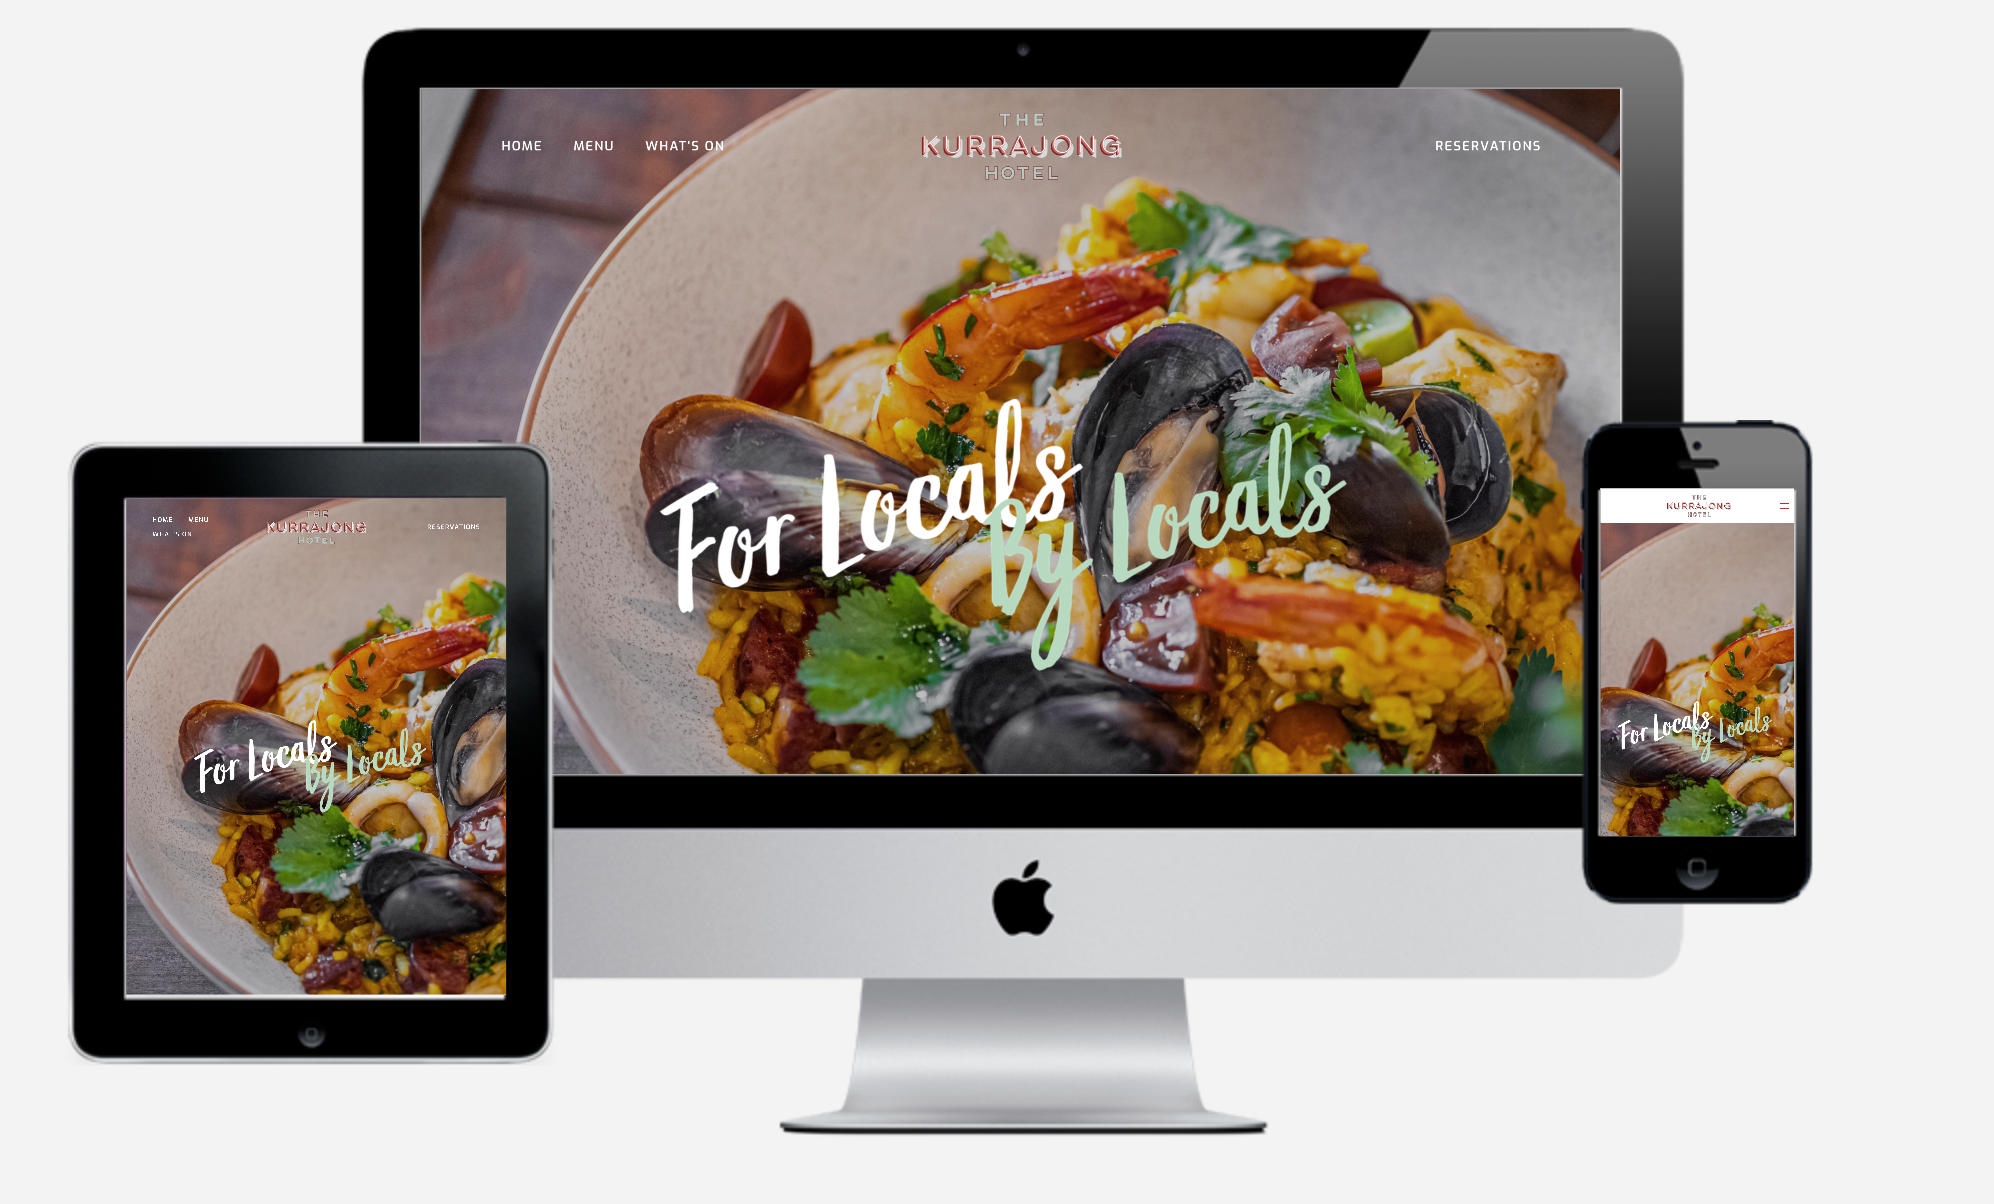 THE
KURRAJONG
HOTEL
HOME MENU WHAT'S ON
RESERVATIONS
For Locals
By Locals
HOME MENU
WHAT'S ON
THE
KURRAJONG
HOTEL
RESERVATIONS
For Locals
By Locals
THE
KURRAJONG
HOTEL
For Locals
By Locals